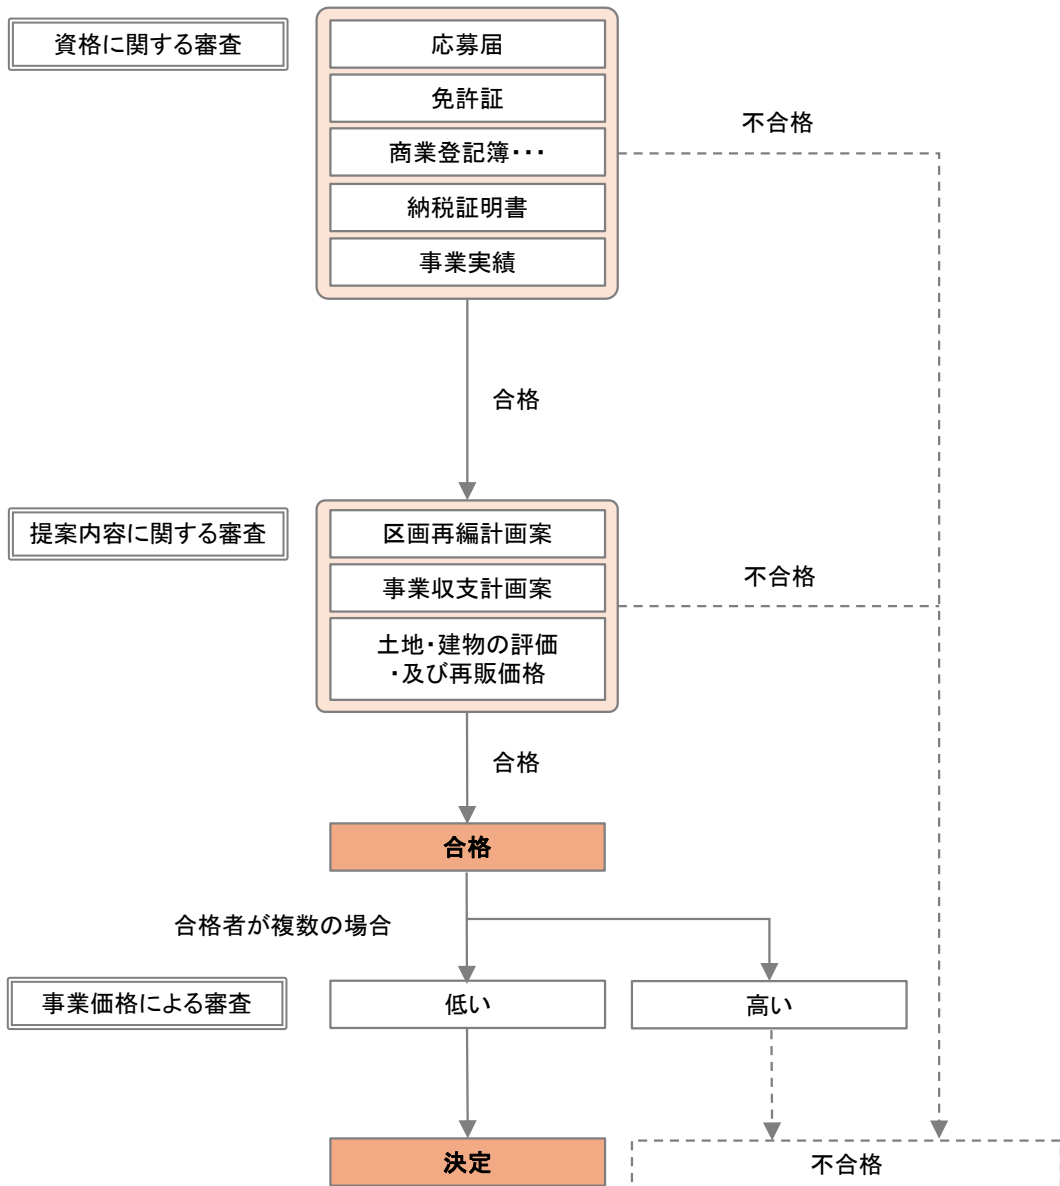 資格に関する審査
応募届
免許証
商業登記簿・・・
納税証明書
事業実績
不合格
合格
提案内容に関する審査
区画再編計画案
事業収支計画案
土地・建物の評価
・及び再販価格
不合格
合格
合格
合格者が複数の場合
事業価格による審査
低い
高い
決定
不合格